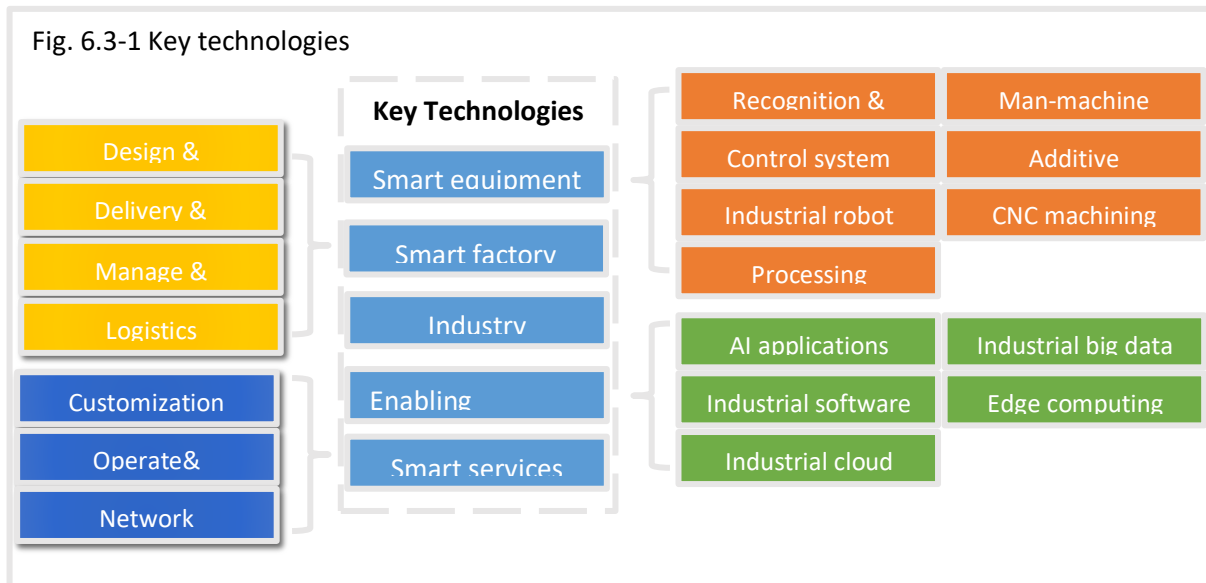 Fig. 6.3-1 Key technologies
Key Technologies
Design &
Delivery &
Manage &
Logistics
Customization
Operate&
Network
Smart equipment
Smart factory
Industry
Enabling
Smart services
Recognition &
Man-machine
Control system
Additive
Industrial robot
CNC machining
Processing
AI applications
Industrial big data
Industrial software
Edge computing
Industrial cloud